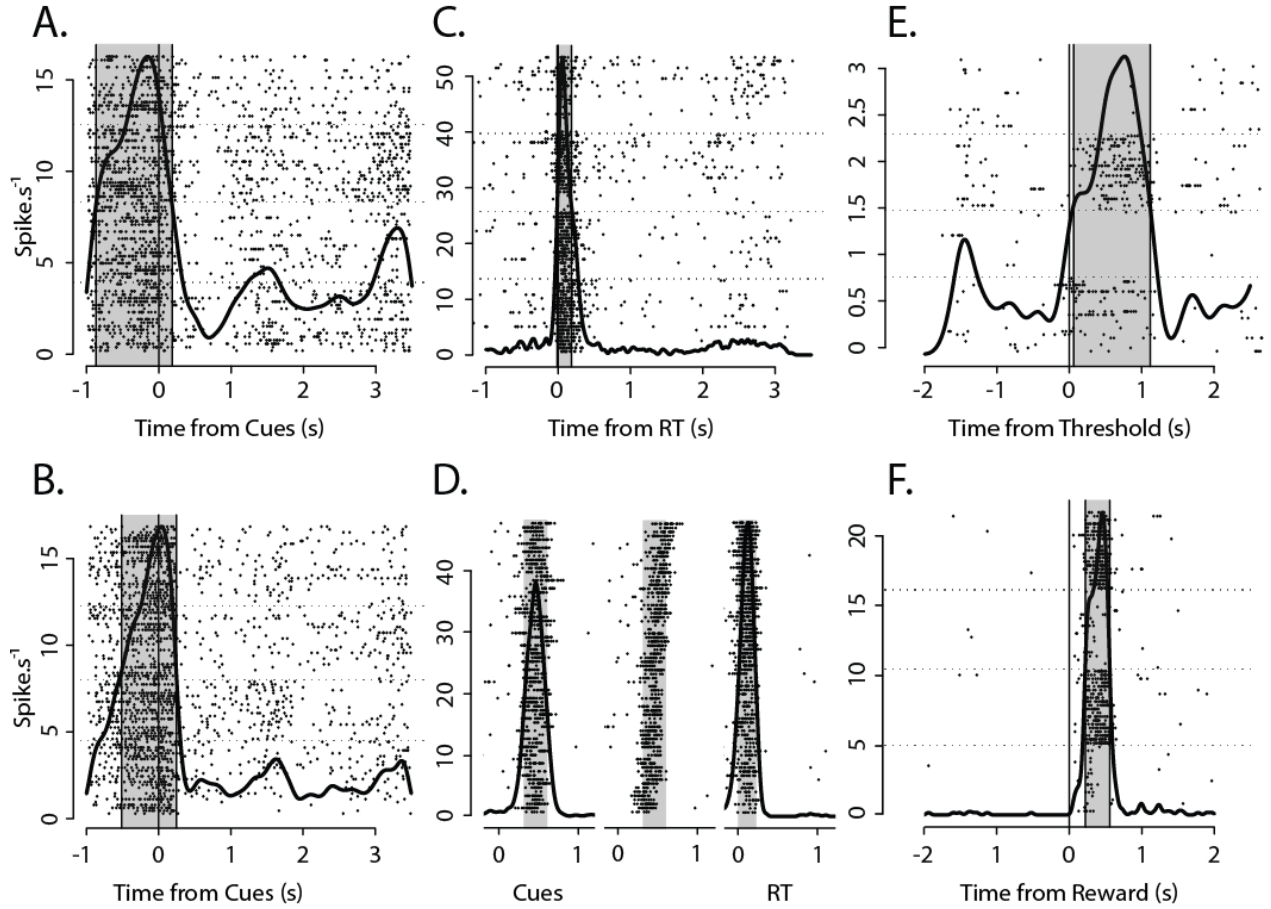 A.
Spike.s-1
15
10
5
0
-1 0 1 2 3
Time from Cues (s)
C.
50
40
30
20
10
0
-1 0 1 2 3
Time from RT (s)
E.
3
2.5
2
1.5
1
0.5
0
-2 -1 0 1 2
Time from Threshold (s)
B.
Spike.s-1
15
10
5
0
-1 0 1 2 3
Time from Cues (s)
D.
40
30
20
10
0
0 1 0 1 0 1
Cues RT
F.
20
15
10
5
0
-2 -1 0 1 2
Time from Reward (s)